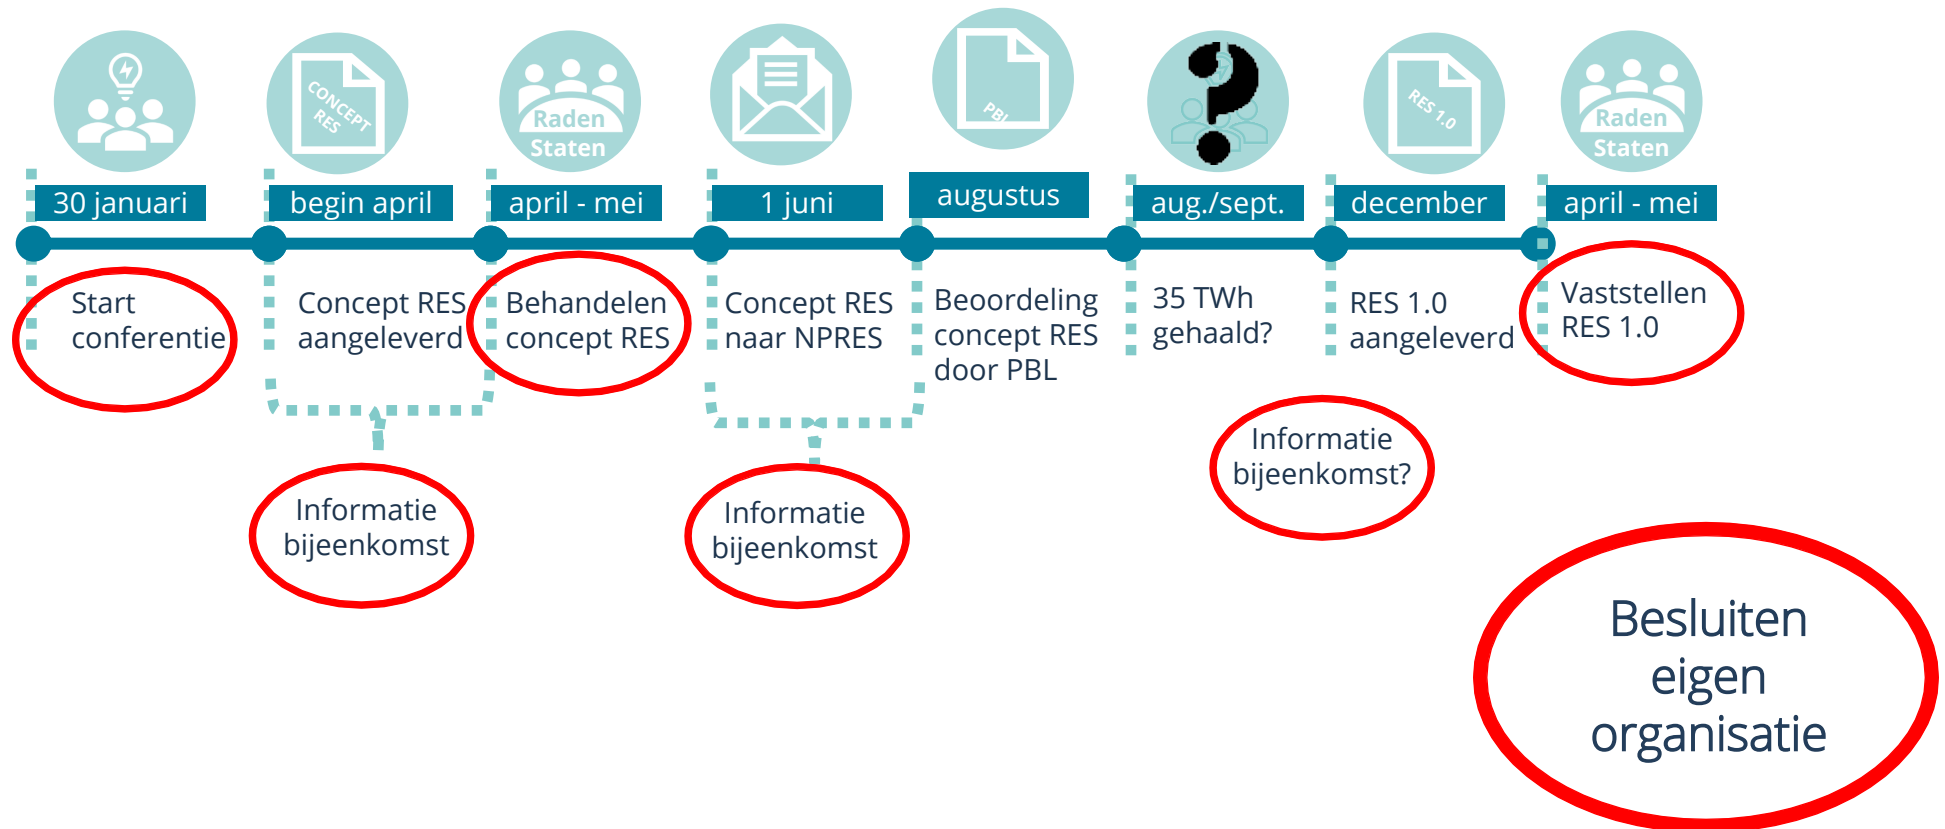 CONCEPT
RES
Raden
Staten
PBL
RES 1.0
Raden
Staten
30 januari
begin april
april - mei
1 juni
augustus
aug./sept.
december
april - mei
Start
conferentie
Concept RES
aangeleverd
Behandelen
concept RES
Concept RES
naar NPRES
Beoordeling
concept RES
door PBL
35 TWh
gehaald?
RES 1.0
aangeleverd
Vaststellen
RES 1.0
Informatie
bijeenkomst
Informatie
bijeenkomst
Informatie
bijeenkomst?
Besluiten
eigen
organisatie